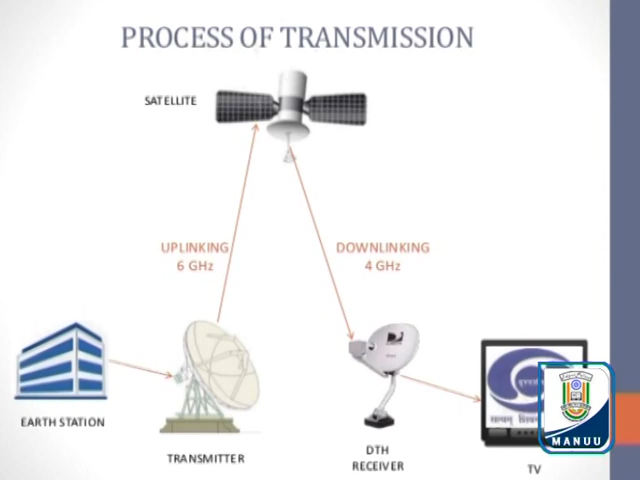 PROCESS OF TRANSMISSION
SATELLITE
UPLINKING
6 GHz
DOWNLINKING
4 GHz
EARTH STATION
TRANSMITTER
DTH
RECEIVER
TV
MANUU